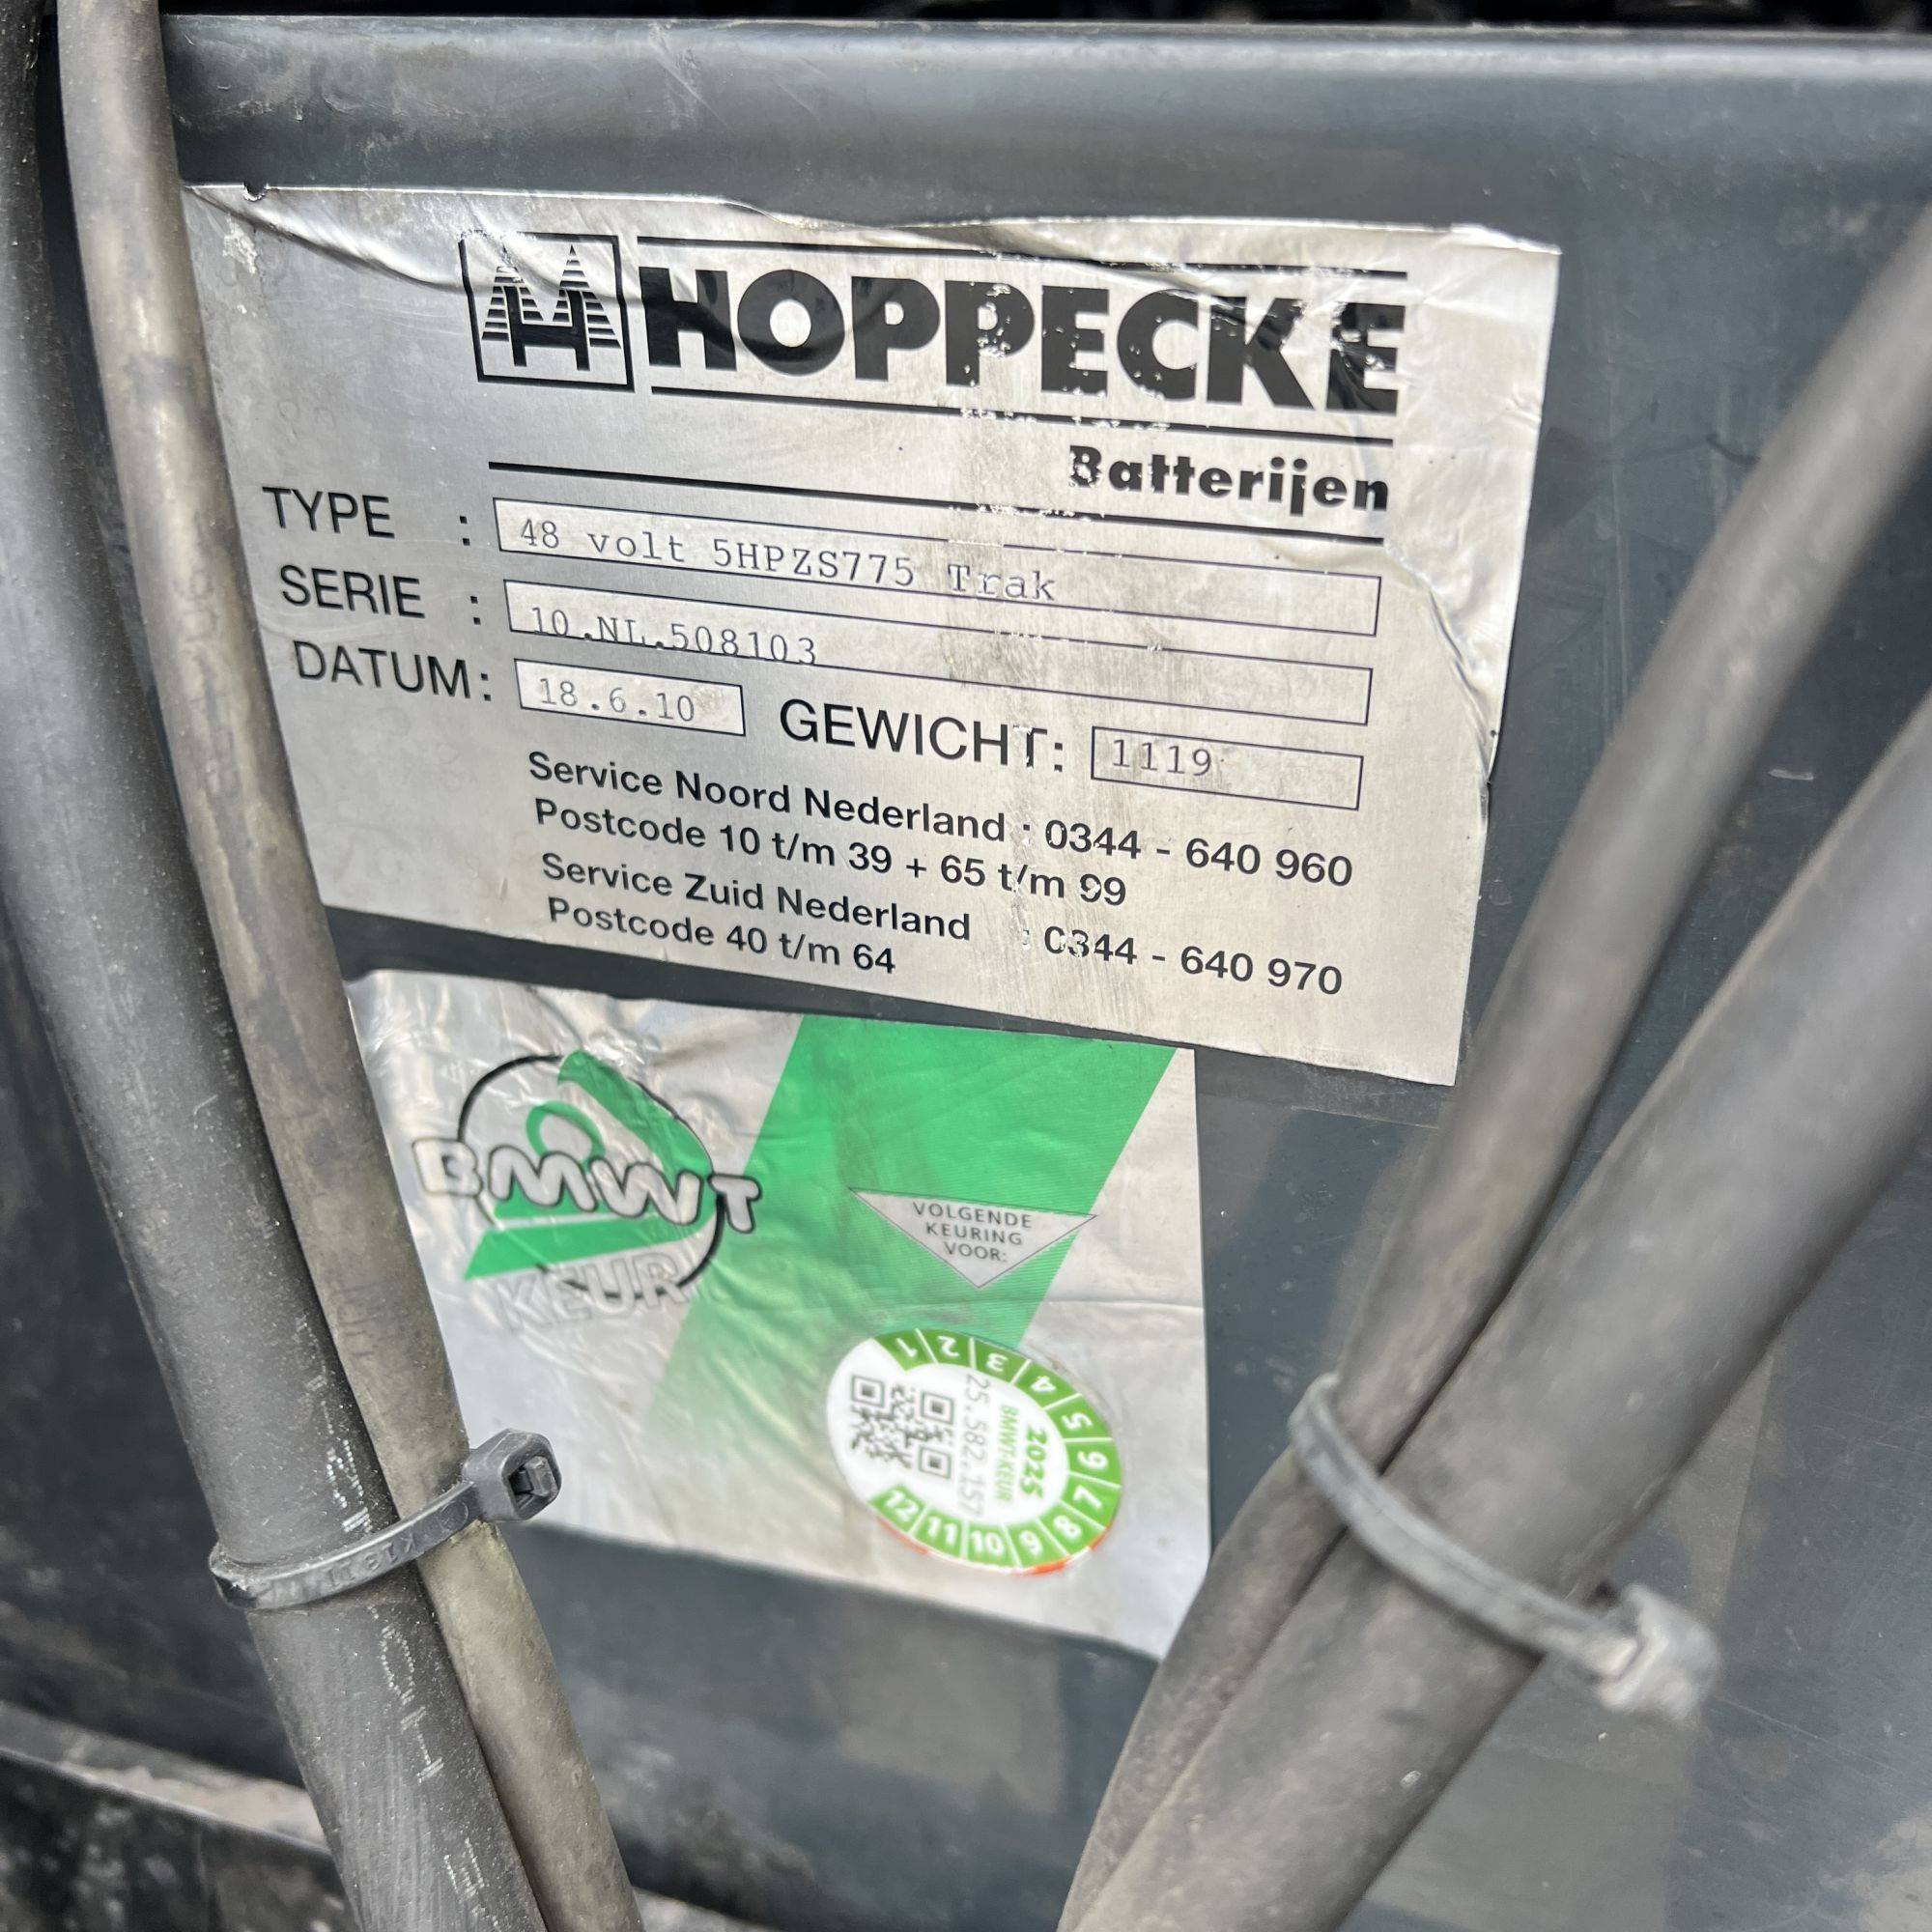 HOPPECKE
Batterijen
TYPE : 48 volt 5HPZS775 Trak
SERIE : 10.NL.508103
DATUM: 18.6.10 GEWICHT: 1119
Service Noord Nederland : 0344 - 640 960
Postcode 10 t/m 39 + 65 t/m 99
Service Zuid Nederland : 0344 - 640 970
Postcode 40 t/m 64
BMWT
KEUR
VOLGENDE
KEURING
VOOR:
1 2 3 4 5 6 7 8 9 10 11 12
2025
BMWT-KEUR
25.582.157